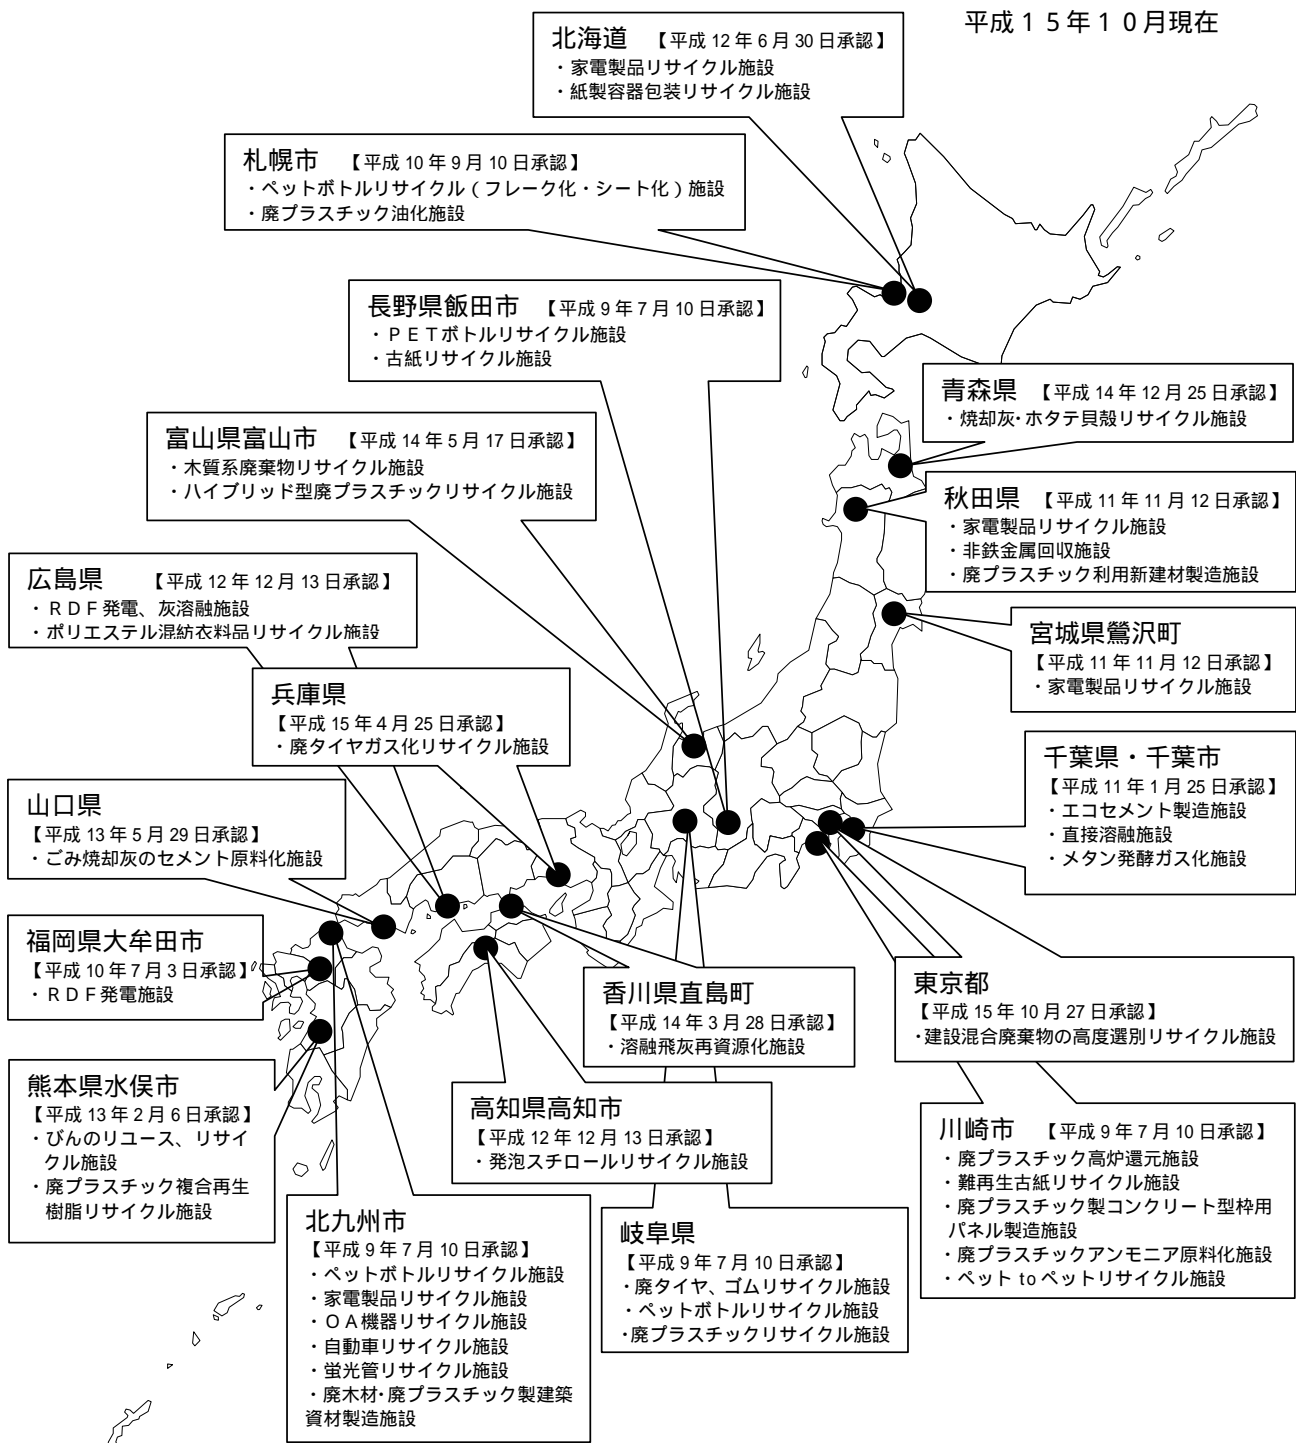 平成１５年１０月現在
北海道 【平成 12 年 6 月 30 日承認】
・家電製品リサイクル施設
・紙製容器包装リサイクル施設
札幌市 【平成 10 年 9 月 10 日承認】
・ペットボトルリサイクル（フレーク化・シート化）施設
・廃プラスチック油化施設
長野県飯田市 【平成 9 年 7 月 10 日承認】
・ＰＥＴボトルリサイクル施設
・古紙リサイクル施設
青森県 【平成 14 年 12 月 25 日承認】
・焼却灰・ホタテ貝殻リサイクル施設
富山県富山市 【平成 14 年 5 月 17 日承認】
・木質系廃棄物リサイクル施設
・ハイブリッド型廃プラスチックリサイクル施設
秋田県 【平成 11 年 11 月 12 日承認】
・家電製品リサイクル施設
・非鉄金属回収施設
・廃プラスチック利用新建材製造施設
広島県 【平成 12 年 12 月 13 日承認】
・ＲＤＦ発電、灰溶融施設
・ポリエステル混紡衣料品リサイクル施設
宮城県鶯沢町
【平成 11 年 11 月 12 日承認】
・家電製品リサイクル施設
兵庫県
【平成 15 年 4 月 25 日承認】
・廃タイヤガス化リサイクル施設
千葉県・千葉市
【平成 11 年 1 月 25 日承認】
・エコセメント製造施設
・直接溶融施設
・メタン発酵ガス化施設
山口県
【平成 13 年 5 月 29 日承認】
・ごみ焼却灰のセメント原料化施設
福岡県大牟田市
【平成 10 年 7 月 3 日承認】
・ＲＤＦ発電施設
香川県直島町
【平成 14 年 3 月 28 日承認】
・溶融飛灰再資源化施設
東京都
【平成 15 年 10 月 27 日承認】
・建設混合廃棄物の高度選別リサイクル施設
熊本県水俣市
【平成 13 年 2 月 6 日承認】
・びんのリユース、リサイ
クル施設
・廃プラスチック複合再生
樹脂リサイクル施設
高知県高知市
【平成 12 年 12 月 13 日承認】
・発泡スチロールリサイクル施設
川崎市 【平成 9 年 7 月 10 日承認】
・廃プラスチック高炉還元施設
・難再生古紙リサイクル施設
・廃プラスチック製コンクリート型枠用
パネル製造施設
・廃プラスチックアンモニア原料化施設
・ペット to ペットリサイクル施設
北九州市
【平成 9 年 7 月 10 日承認】
・ペットボトルリサイクル施設
・家電製品リサイクル施設
・ＯＡ機器リサイクル施設
・自動車リサイクル施設
・蛍光管リサイクル施設
・廃木材・廃プラスチック製建築
資材製造施設
岐阜県
【平成 9 年 7 月 10 日承認】
・廃タイヤ、ゴムリサイクル施設
・ペットボトルリサイクル施設
・廃プラスチックリサイクル施設